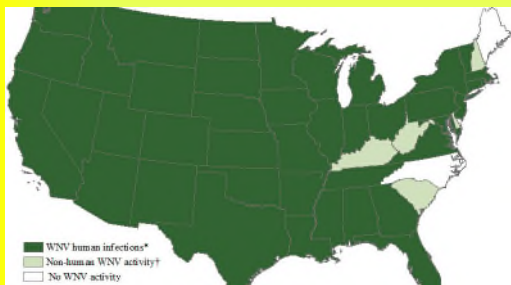 WNV human infections*
Non-human WNV activity†
No WNV activity